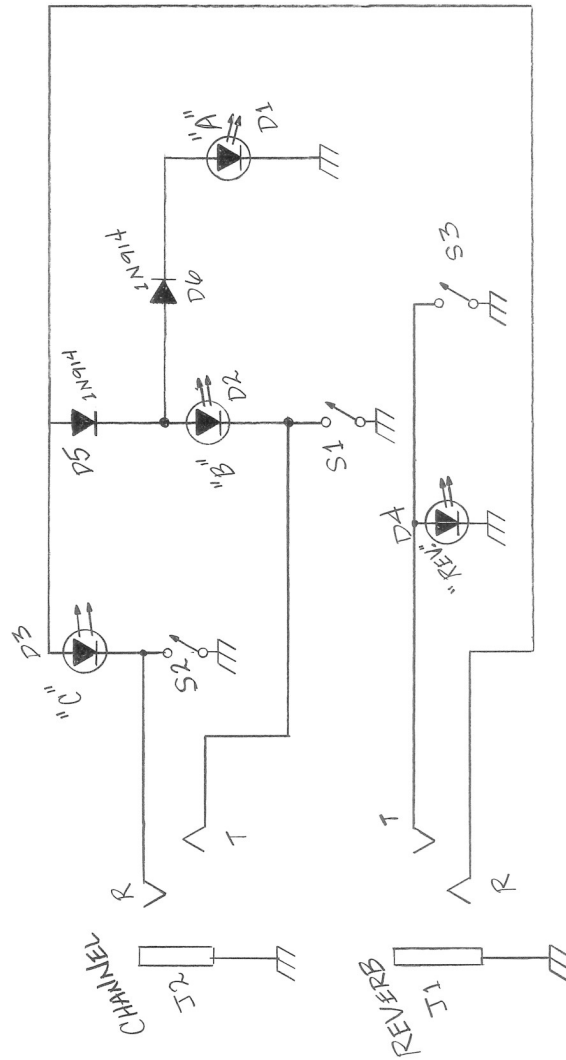 CHANNEL
J2
R
T
"C"
D3
S2
D5
1N914
"B"
D2
S1
1N914
D6
"A"
D1
REVERB
J1
T
R
D4
"REV."
S3